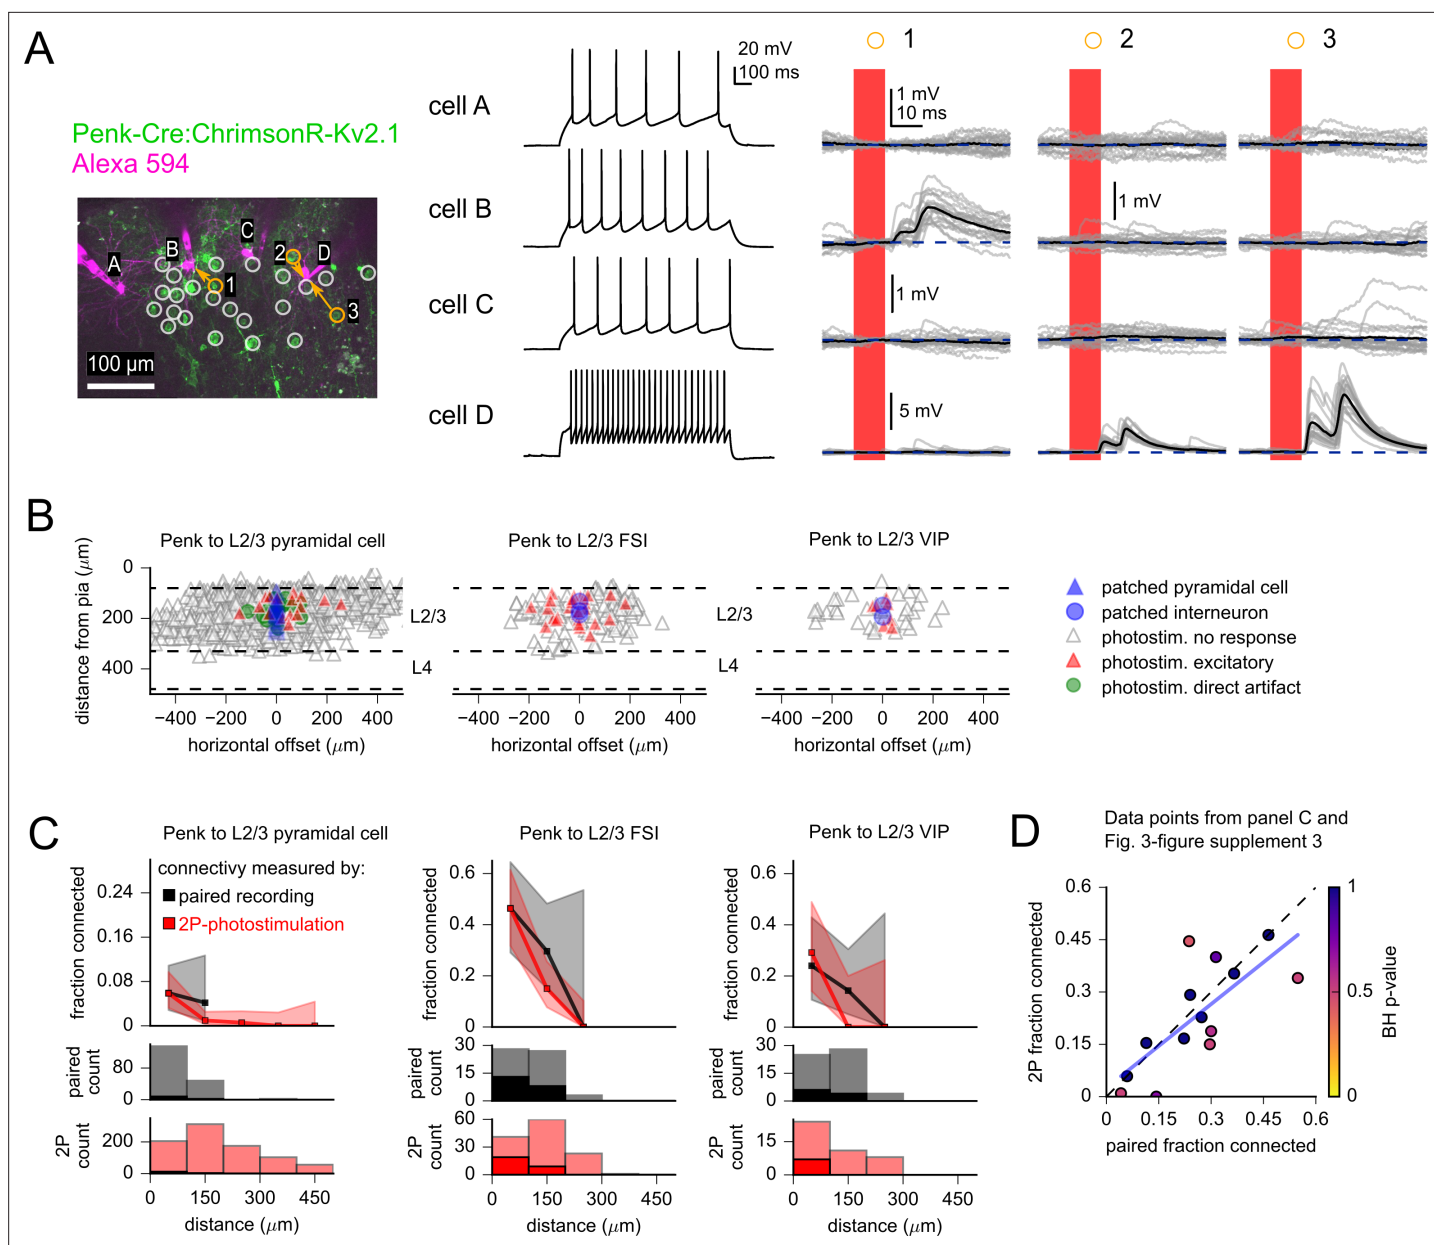 A
Penk-Cre:ChrimsonR-Kv2.1
Alexa 594
A
B
C
D
1
2
3
100 µm
cell A
cell B
cell C
cell D
20 mV
100 ms
1
2
3
1 mV
10 ms
1 mV
1 mV
5 mV
B
Penk to L2/3 pyramidal cell
Penk to L2/3 FSI
Penk to L2/3 VIP
distance from pia (µm)
0
200
400
L2/3
L4
L2/3
L4
−400 −200 0 200 400
−400 −200 0 200 400
−400 −200 0 200 400
horizontal offset (µm)
horizontal offset (µm)
horizontal offset (µm)
patched pyramidal cell
patched interneuron
photostim. no response
photostim. excitatory
photostim. direct artifact
C
Penk to L2/3 pyramidal cell
Penk to L2/3 FSI
Penk to L2/3 VIP
connectivy measured by:
paired recording
2P-photostimulation
fraction connected
0.24
0.16
0.08
0
fraction connected
0.6
0.4
0.2
0
fraction connected
0.6
0.4
0.2
0
paired count
80
0
paired count
30
15
0
paired count
30
15
0
2P count
200
0
2P count
60
30
0
2P count
15
0
0 150 300 450
0 150 300 450
0 150 300 450
distance (µm)
distance (µm)
distance (µm)
D
Data points from panel C and
Fig. 3-figure supplement 3
2P fraction connected
0.6
0.45
0.3
0.15
0
0 0.15 0.3 0.45 0.6
paired fraction connected
1
0.5
0
BH p-value